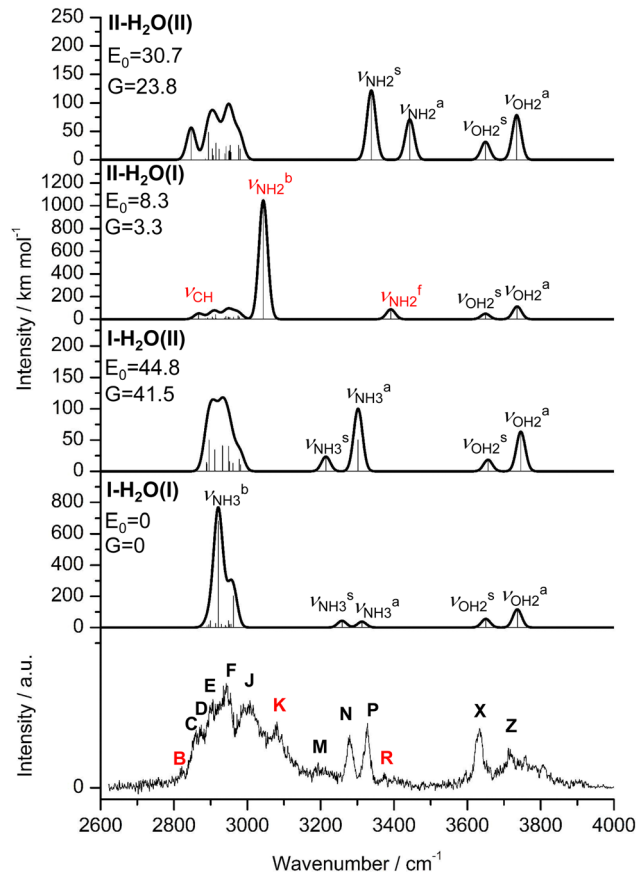 II-H₂O(II)
E₀=30.7
G=23.8
250
200
150
100
50
0
νNH2ˢ
νNH2ᵃ
νOH2ˢ
νOH2ᵃ
II-H₂O(I)
E₀=8.3
G=3.3
1000
800
600
400
200
0
νCH
νNH2ᵇ
νNH2ᶠ
νOH2ˢ
νOH2ᵃ
I-H₂O(II)
E₀=44.8
G=41.5
200
150
100
50
0
νNH3ˢ
νNH3ᵃ
νOH2ˢ
νOH2ᵃ
I-H₂O(I)
E₀=0
G=0
800
600
400
200
0
νNH3ᵇ
νNH3ˢ
νNH3ᵃ
νOH2ˢ
νOH2ᵃ
Intensity / km mol⁻¹
Intensity / a.u.
0
B
C
D
E
F
J
K
M
N
P
R
X
Z
2600 2800 3000 3200 3400 3600 3800 4000
Wavenumber / cm⁻¹